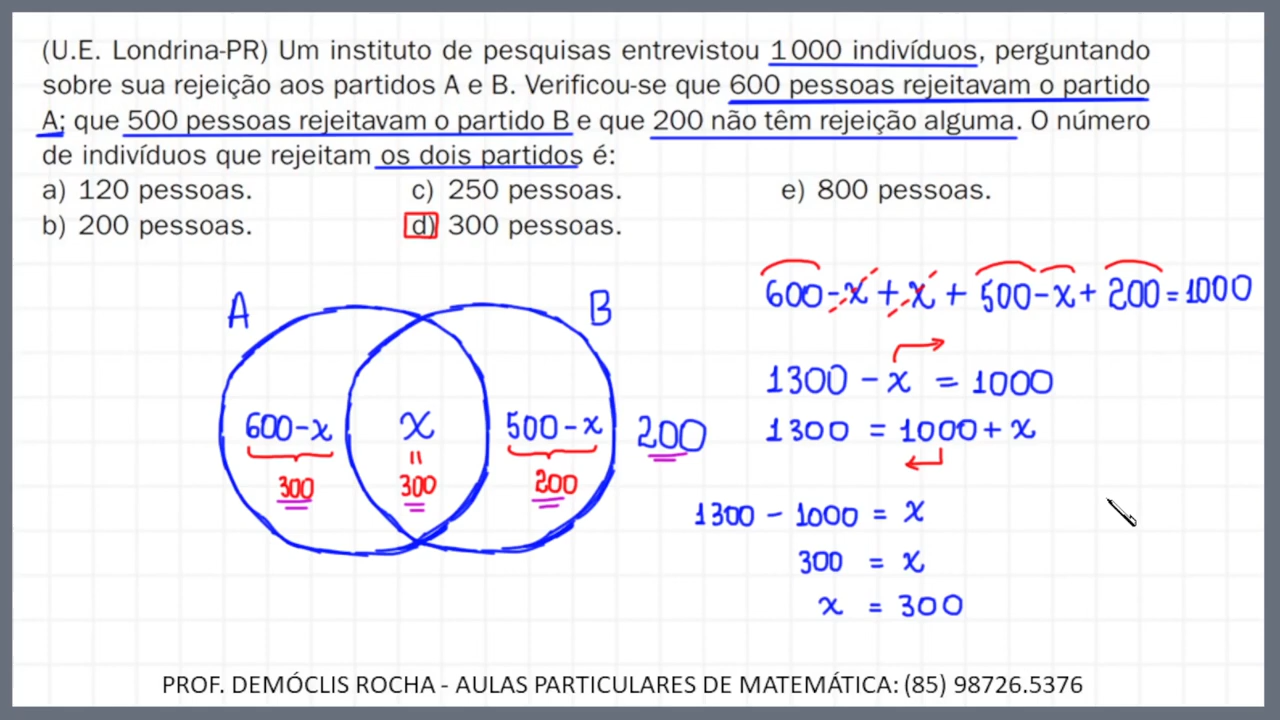 (U.E. Londrina-PR) Um instituto de pesquisas entrevistou 1000 indivíduos, perguntando
sobre sua rejeição aos partidos A e B. Verificou-se que 600 pessoas rejeitavam o partido
A; que 500 pessoas rejeitavam o partido B e que 200 não têm rejeição alguma. O número
de indivíduos que rejeitam os dois partidos é:
a) 120 pessoas. c) 250 pessoas. e) 800 pessoas.
b) 200 pessoas. d) 300 pessoas.
600-x+x+500-x+200=1000
A B
1300-x = 1000
600-x x 500-x 200
1300 = 1000+x
=
300 300 200
1300-1000 = x
300 = x
x = 300
PROF. DEMÓCLIS ROCHA - AULAS PARTICULARES DE MATEMÁTICA: (85) 98726.5376